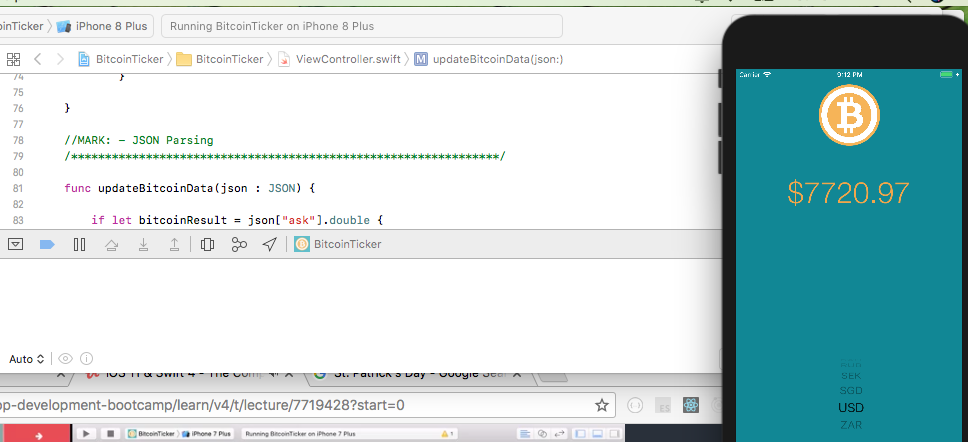 oinTicker iPhone 8 Plus Running BitcoinTicker on iPhone 8 Plus
BitcoinTicker BitcoinTicker ViewController.swift M updateBitcoinData(json:)
74 }
75
76 }
77
78 //MARK: - JSON Parsing
79 /***************************************************************/
80
81 func updateBitcoinData(json : JSON) {
82
83 if let bitcoinResult = json["ask"].double {
BitcoinTicker
Auto
iOS 11 & Swift 4 - The Com
St. Patrick's Day - Google Sea
op-development-bootcamp/learn/v4/t/lecture/7719428?start=0
ES
BitcoinTicker iPhone 7 Plus Running BitcoinTicker on iPhone 7 Plus 1
Carrier 9:12 PM
$7720.97
SEK
SGD
USD
ZAR